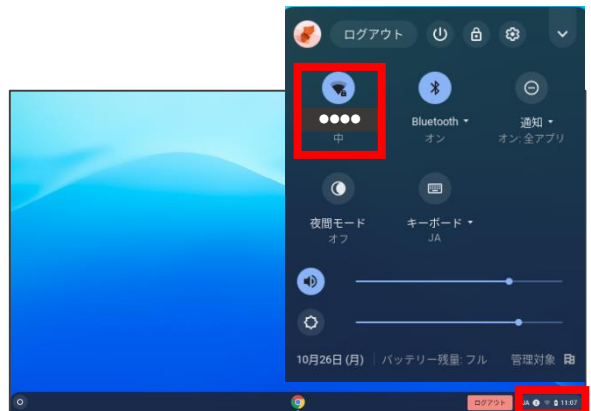 ログアウト
●●●●
中
Bluetooth
オン
通知
オン: 全アプリ
夜間モード
オフ
キーボード
JA
10月26日 (月) | バッテリー残量: フル 管理対象
ログアウト JA 2 11:07